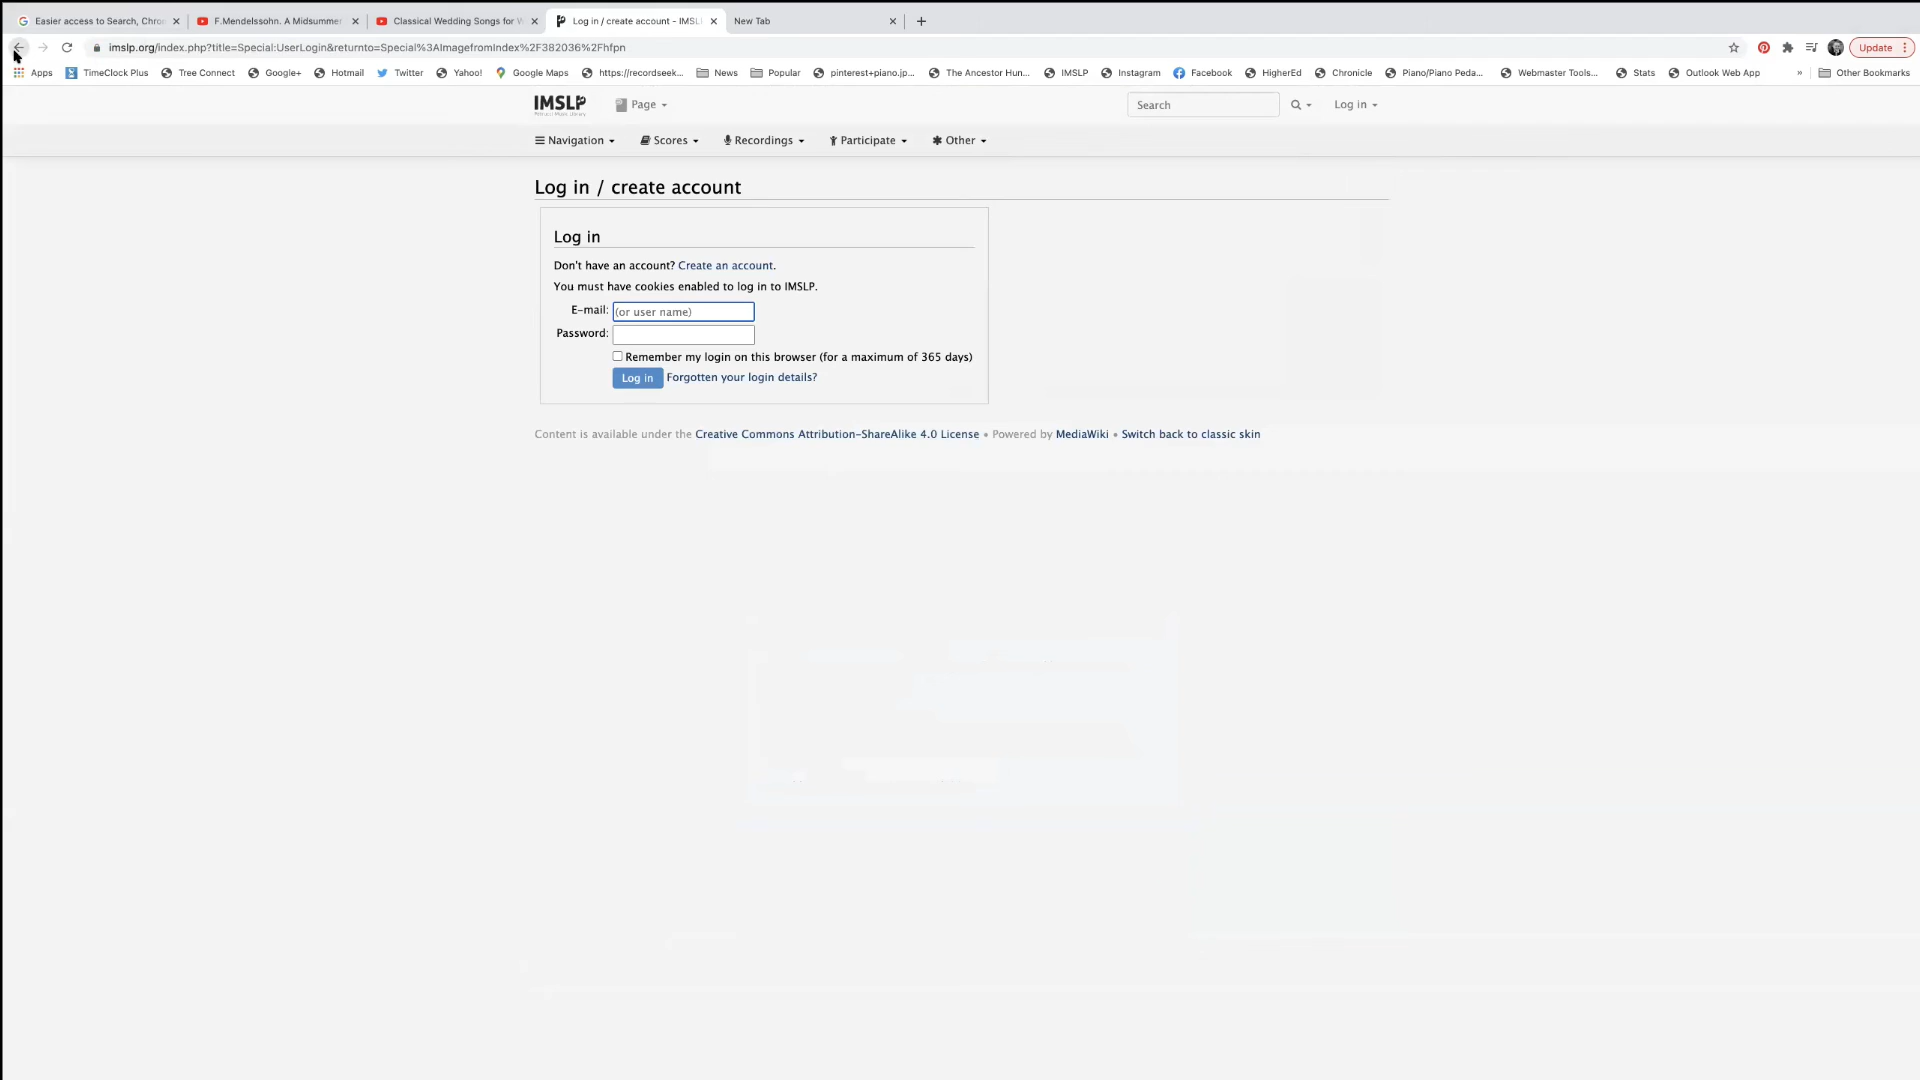 Easier access to Search, Chro
F.Mendelssohn. A Midsummer
Classical Wedding Songs for W
Log in / create account - IMSL
New Tab
imslp.org/index.php?title=Special:UserLogin&returnto=Special%3AImagefromIndex%2F382036%2Fhfpn
Update
Apps TimeClock Plus Tree Connect Google+ Hotmail Twitter Yahoo! Google Maps https://recordseek... News Popular pinterest+piano.jp... The Ancestor Hun... IMSLP Instagram Facebook HigherEd Chronicle Piano/Piano Peda... Webmaster Tools... Stats Outlook Web App » Other Bookmarks
IMSLP Page Search Log in
Petrucci Music Library
Navigation Scores Recordings Participate Other
Log in / create account
Log in
Don't have an account? Create an account.
You must have cookies enabled to log in to IMSLP.
E-mail: (or user name)
Password:
Remember my login on this browser (for a maximum of 365 days)
Log in Forgotten your login details?
Content is available under the Creative Commons Attribution-ShareAlike 4.0 License • Powered by MediaWiki • Switch back to classic skin